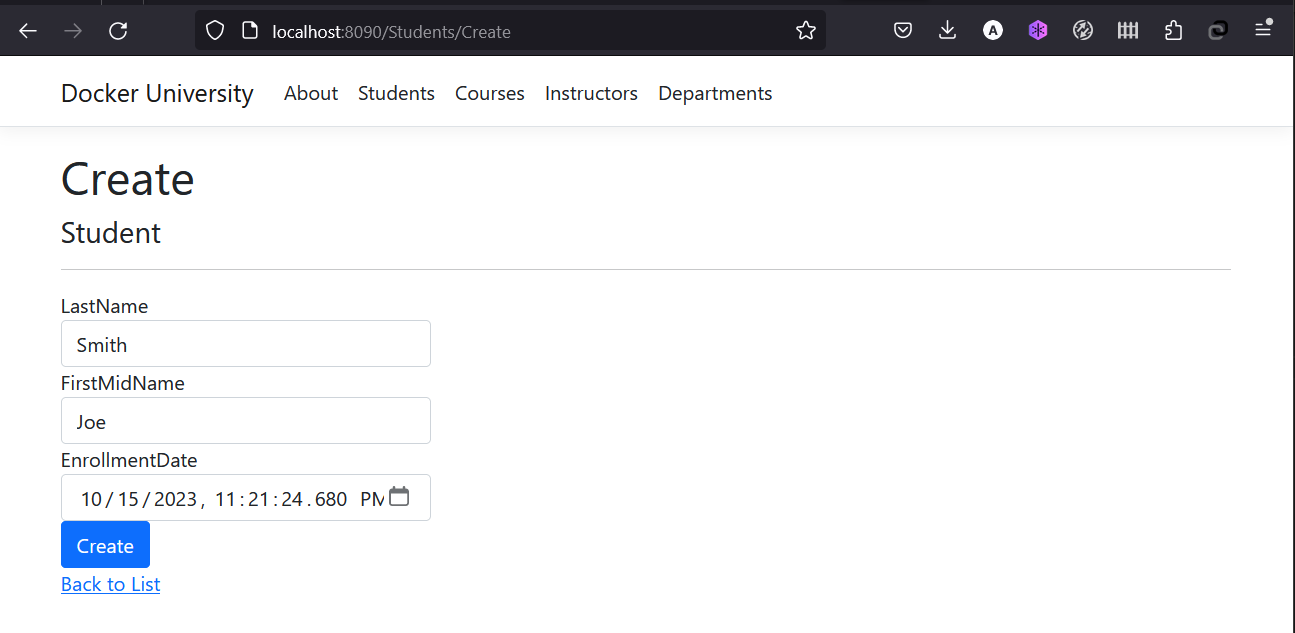 localhost:8090/Students/Create
A
Docker University About Students Courses Instructors Departments
Create
Student
LastName
Smith
FirstMidName
Joe
EnrollmentDate
10/15/2023, 11:21:24.680 PM
Create
Back to List